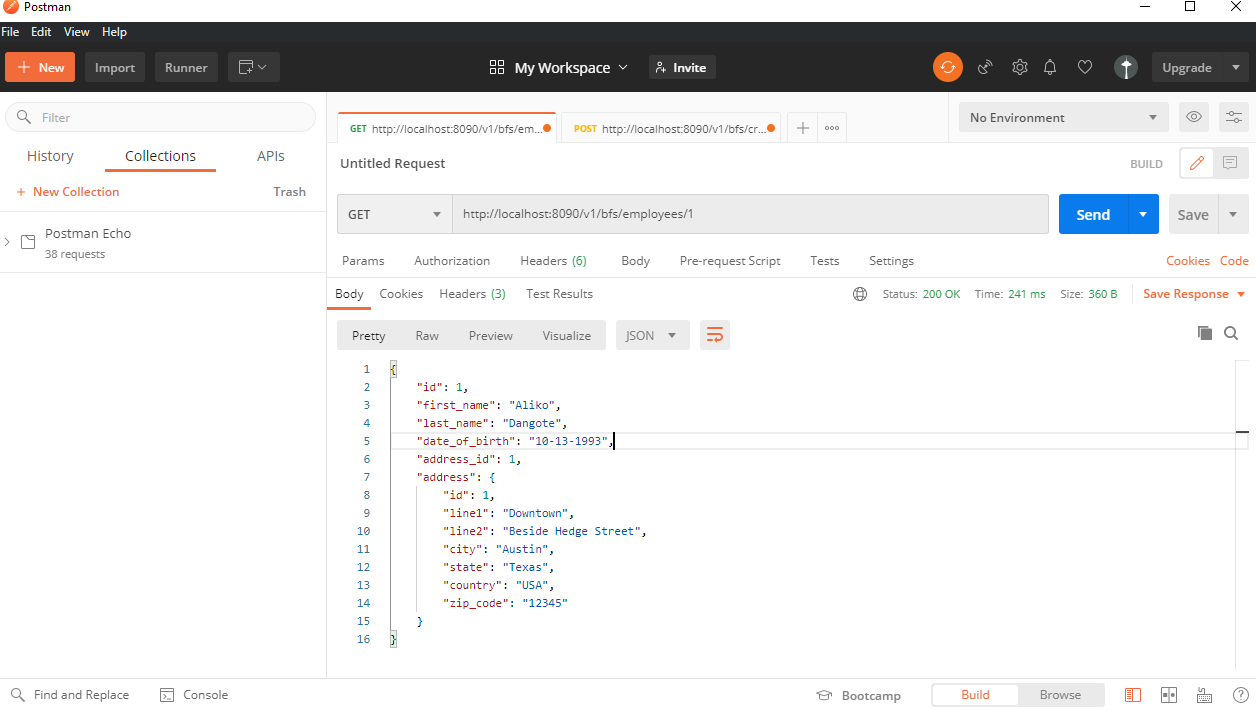 Postman
File Edit View Help
New Import Runner My Workspace Invite Upgrade
Filter
History Collections APIs
+ New Collection Trash
Postman Echo
38 requests
GET http://localhost:8090/v1/bfs/em... POST http://localhost:8090/v1/bfs/cr... No Environment
Untitled Request BUILD
GET http://localhost:8090/v1/bfs/employees/1 Send Save
Params Authorization Headers (6) Body Pre-request Script Tests Settings Cookies Code
Body Cookies Headers (3) Test Results Status: 200 OK Time: 241 ms Size: 360 B Save Response
Pretty Raw Preview Visualize JSON
1 {
2 "id": 1,
3 "first_name": "Aliko",
4 "last_name": "Dangote",
5 "date_of_birth": "10-13-1993",
6 "address_id": 1,
7 "address": {
8 "id": 1,
9 "line1": "Downtown",
10 "line2": "Beside Hedge Street",
11 "city": "Austin",
12 "state": "Texas",
13 "country": "USA",
14 "zip_code": "12345"
15 }
16 }
Find and Replace Console Bootcamp Build Browse